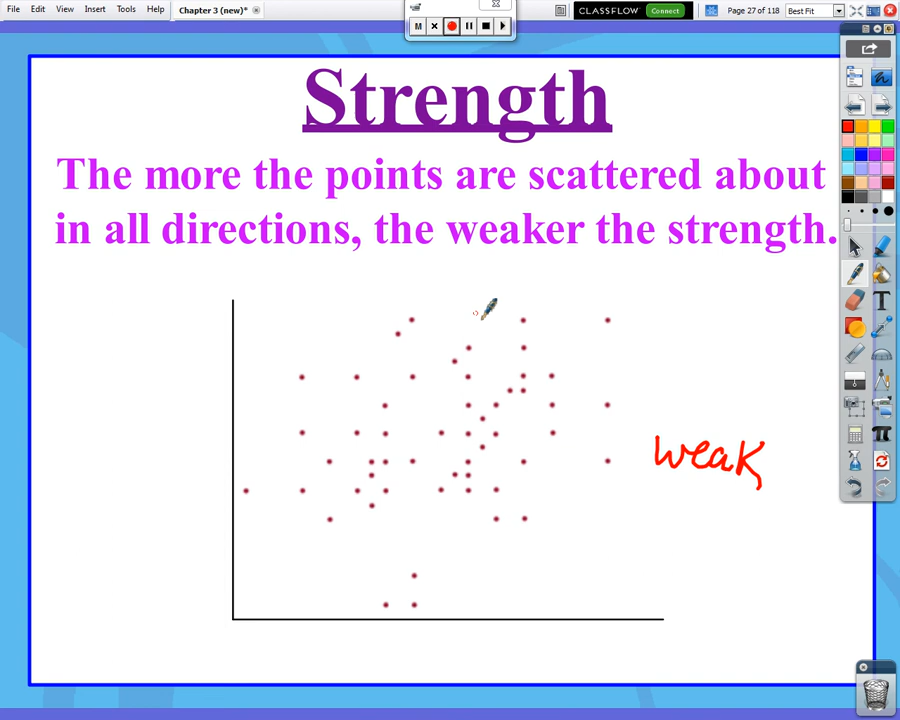 File Edit View Insert Tools Help Chapter 3 (new)* CLASSFLOW Connect Page 27 of 118 Best Fit
M
Strength
The more the points are scattered about
in all directions, the weaker the strength.
weak